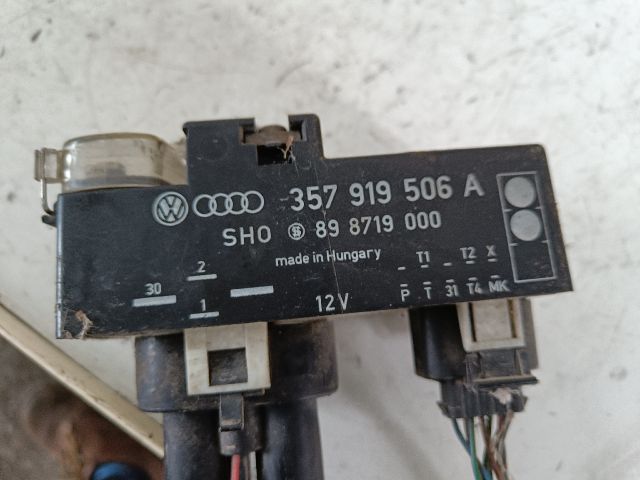 357 919 506 A
SHO 89 8719 000
made in Hungary
2
30
1
12V
T1 T2 X
P T 31 T4 MK